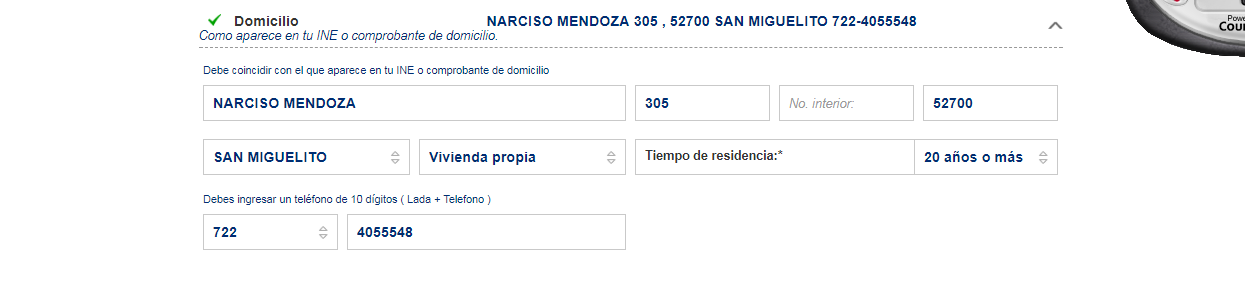 Domicilio NARCISO MENDOZA 305 , 52700 SAN MIGUELITO 722-4055548
Como aparece en tu INE o comprobante de domicilio.
Debe coincidir con el que aparece en tu INE o comprobante de domicilio
NARCISO MENDOZA 305 No. interior: 52700
SAN MIGUELITO Vivienda propia Tiempo de residencia:* 20 años o más
Debes ingresar un teléfono de 10 dígitos ( Lada + Telefono )
722 4055548